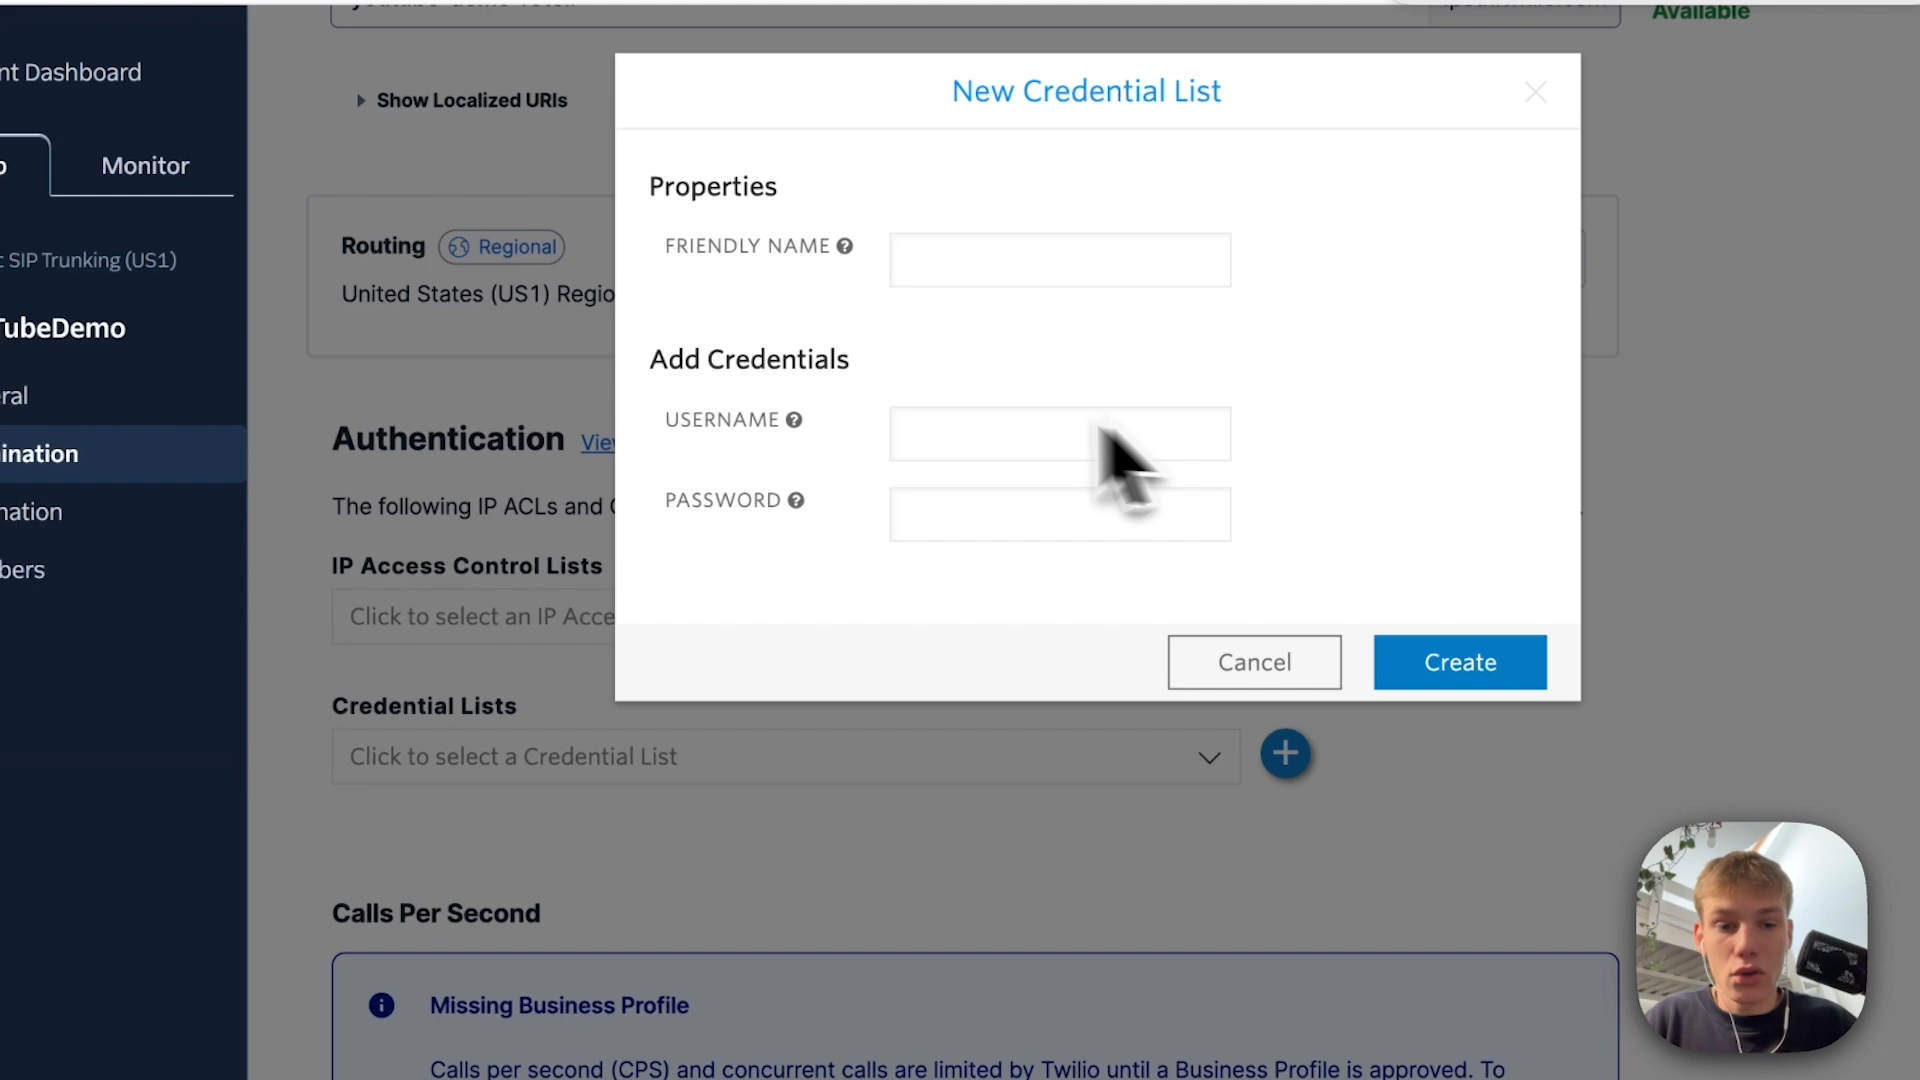 Available
nt Dashboard
Show Localized URIs
New Credential List
Monitor
Properties
Routing
Regional
FRIENDLY NAME
SIP Trunking (US1)
United States (US1) Regio
TubeDemo
Add Credentials
eral
USERNAME
Authentication View
ination
PASSWORD
The following IP ACLs and
nation
IP Access Control Lists
bers
Click to select an IP Acce
Cancel
Create
Credential Lists
Click to select a Credential List
Calls Per Second
Missing Business Profile
Calls per second (CPS) and concurrent calls are limited by Twilio until a Business Profile is approved. To